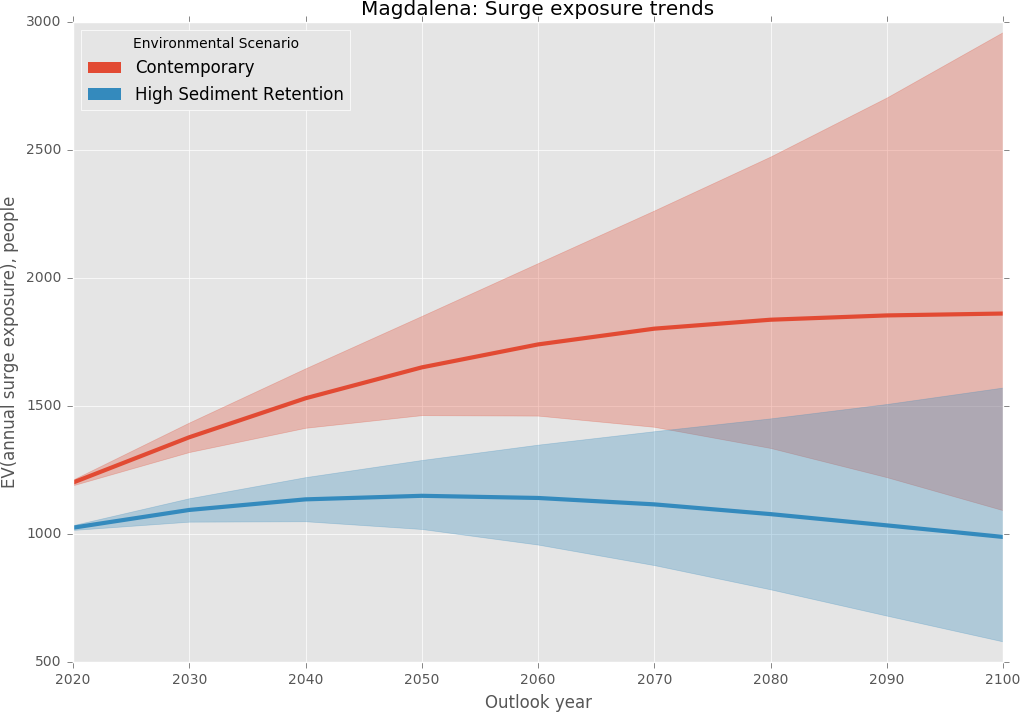 Magdalena: Surge exposure trends
Environmental Scenario
Contemporary
High Sediment Retention
EV(annual surge exposure), people
3000
2500
2000
1500
1000
500
2020 2030 2040 2050 2060 2070 2080 2090 2100
Outlook year